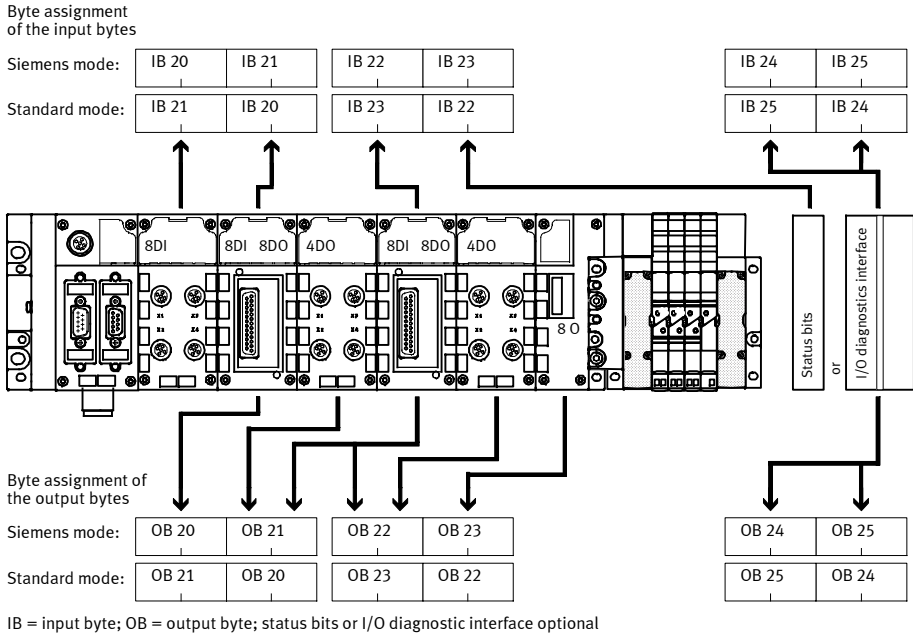 Byte assignment
of the input bytes
Siemens mode: IB 20 IB 21 IB 22 IB 23 IB 24 IB 25
Standard mode: IB 21 IB 20 IB 23 IB 22 IB 25 IB 24
8DI 8DI 8DO 4DO 8DI 8DO 4DO
8 O
Status bits
or
I/O diagnostics interface
Byte assignment of
the output bytes
Siemens mode: OB 20 OB 21 OB 22 OB 23 OB 24 OB 25
Standard mode: OB 21 OB 20 OB 23 OB 22 OB 25 OB 24
IB = input byte; OB = output byte; status bits or I/O diagnostic interface optional